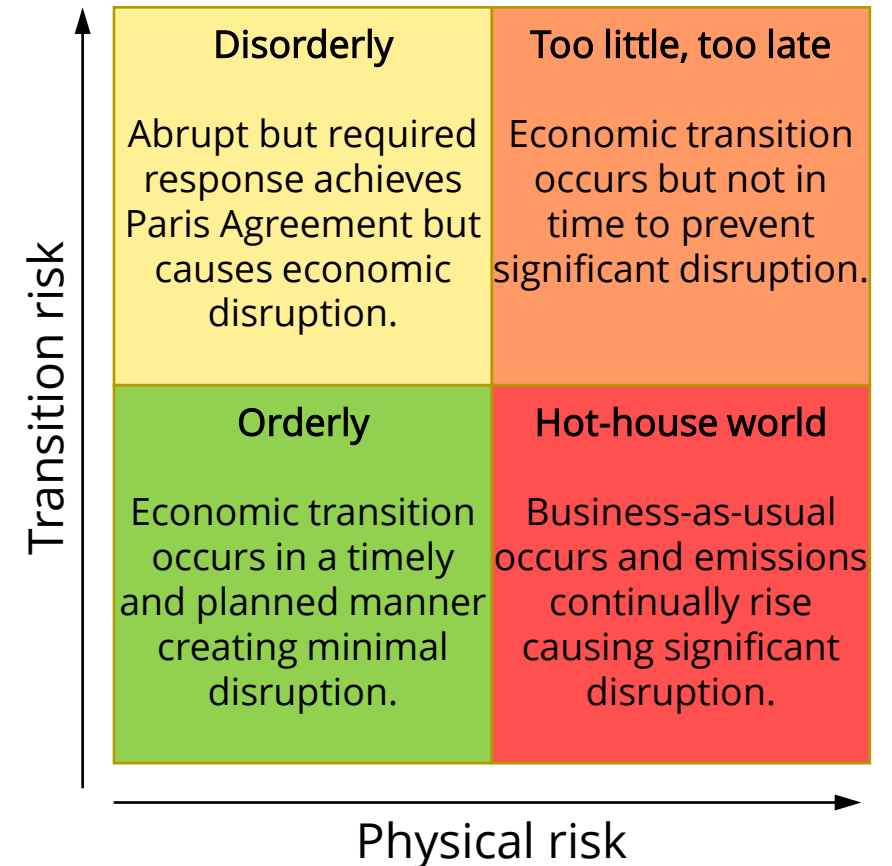 Disorderly
Abrupt but required
response achieves
Paris Agreement but
causes economic
disruption.
Too little, too late
Economic transition
occurs but not in
time to prevent
significant disruption.
Transition risk
Orderly
Economic transition
occurs in a timely
and planned manner
creating minimal
disruption.
Hot-house world
Business-as-usual
occurs and emissions
continually rise
causing significant
disruption.
Physical risk